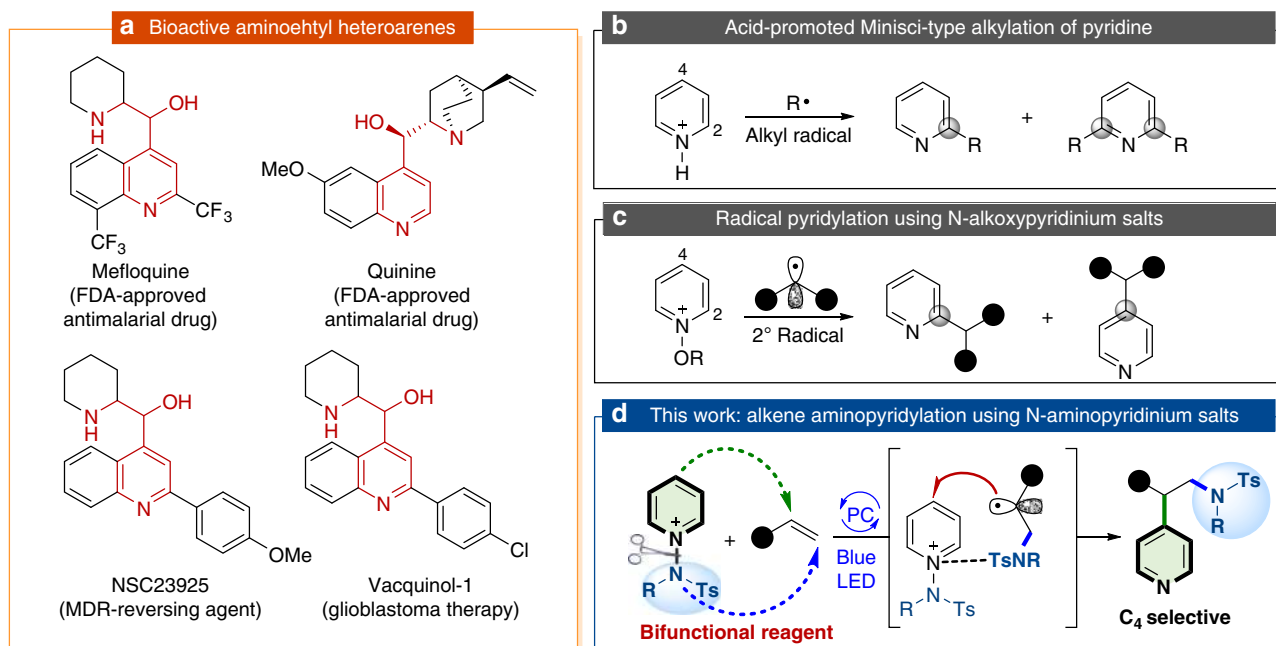 a Bioactive aminoehtyl heteroarenes
N
H
OH
N
CF3
CF3
Mefloquine
(FDA-approved
antimalarial drug)
HO
N
MeO
N
Quinine
(FDA-approved
antimalarial drug)
N
H
OH
N
OMe
NSC23925
(MDR-reversing agent)
N
H
OH
N
Cl
Vacquinol-1
(glioblastoma therapy)
b Acid-promoted Minisci-type alkylation of pyridine
4
2
+
N
H
R•
Alkyl radical
N
R
+
R
N
R
c Radical pyridylation using N-alkoxypyridinium salts
4
2
+
N
OR
•
2° Radical
N
+
N
d This work: alkene aminopyridylation using N-aminopyridinium salts
+
N
N
R
Ts
Bifunctional reagent
+
PC
Blue
LED
+
N
N
R
Ts
•
TsNR
N
Ts
R
N
C4 selective